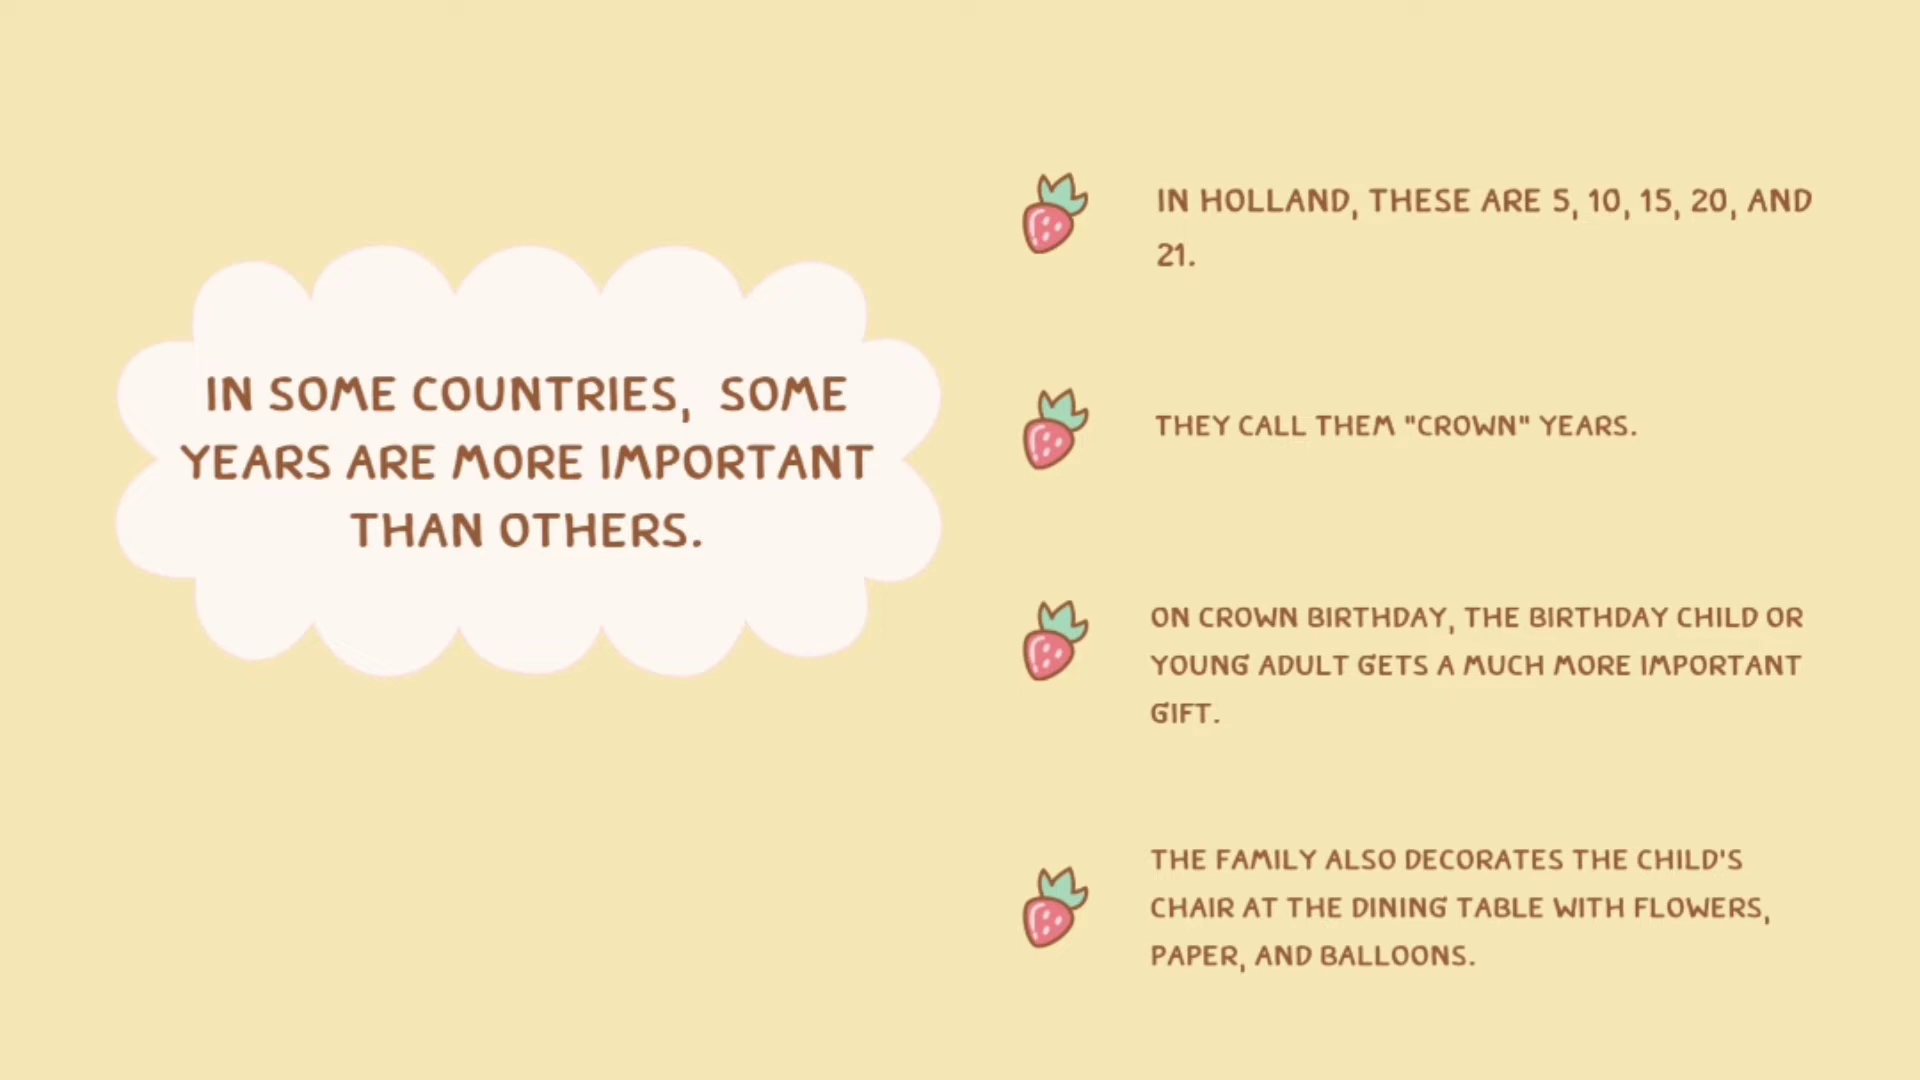 IN SOME COUNTRIES, SOME
YEARS ARE MORE IMPORTANT
THAN OTHERS.
IN HOLLAND, THESE ARE 5, 10, 15, 20, AND
21.
THEY CALL THEM "CROWN" YEARS.
ON CROWN BIRTHDAY, THE BIRTHDAY CHILD OR
YOUNG ADULT GETS A MUCH MORE IMPORTANT
GIFT.
THE FAMILY ALSO DECORATES THE CHILD'S
CHAIR AT THE DINING TABLE WITH FLOWERS,
PAPER, AND BALLOONS.